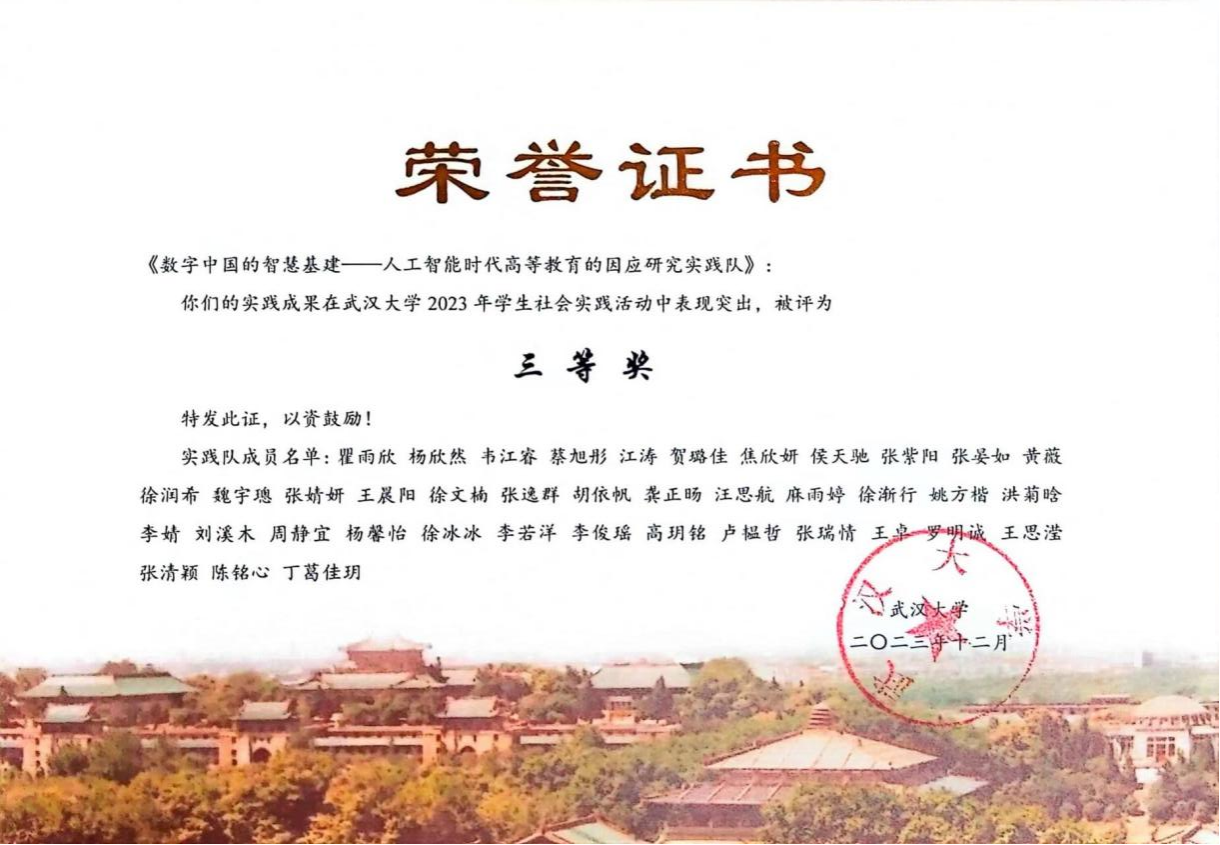 荣誉证书
《数字中国的智慧基建——人工智能时代高等教育的因应研究实践队》：
你们的实践成果在武汉大学 2023 年学生社会实践活动中表现突出，被评为
三等奖
特发此证，以资鼓励！
实践队成员名单：瞿雨欣 杨欣然 韦江睿 蔡旭彤 江涛 贺璐佳 焦欣妍 侯天驰 张紫阳 张晏如 黄薇
徐润希 魏宇璁 张婧妍 王晨阳 徐文楠 张逸群 胡依帆 龚正旸 汪思航 麻雨婷 徐渐行 姚方楷 洪菊晗
李婧 刘溪木 周静宜 杨馨怡 徐冰冰 李若洋 李俊瑶 高玥铭 卢榅哲 张瑞情 王卓 罗明诚 王思滢
张清颖 陈铭心 丁葛佳玥
武汉大学
二〇二三年十二月
汉大